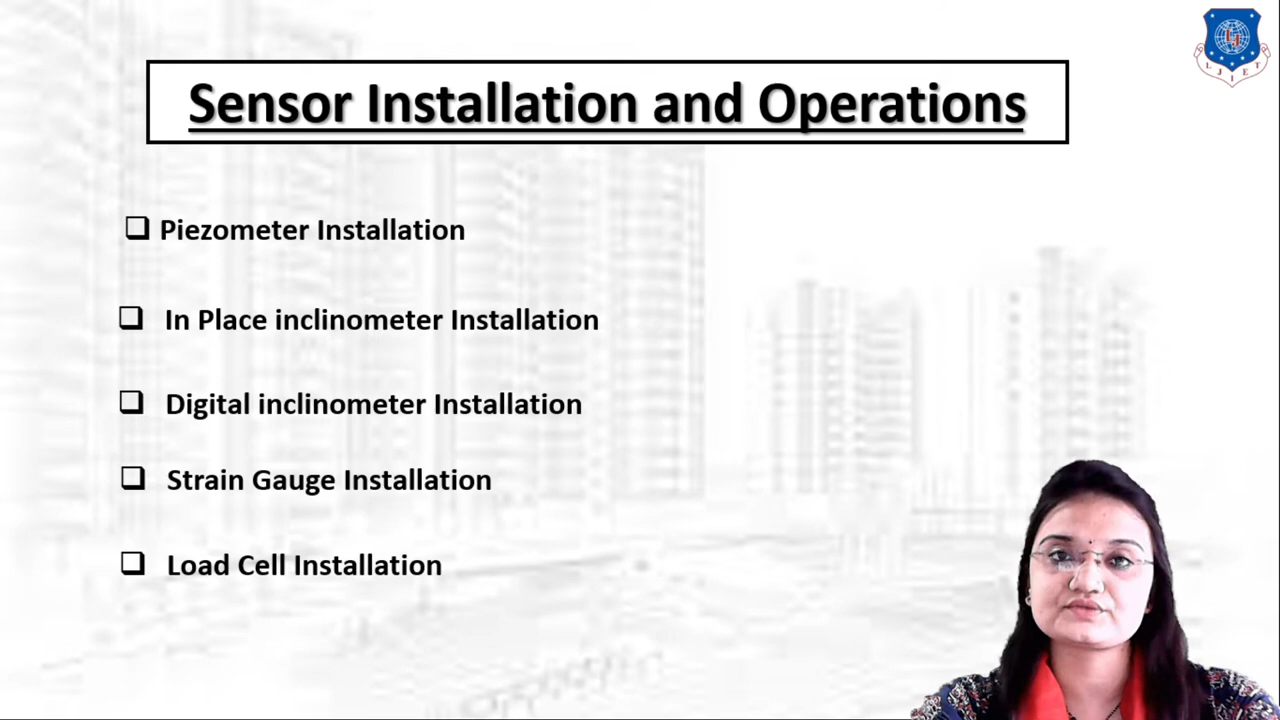 Sensor Installation and Operations
Piezometer Installation
In Place inclinometer Installation
Digital inclinometer Installation
Strain Gauge Installation
Load Cell Installation
LJIET